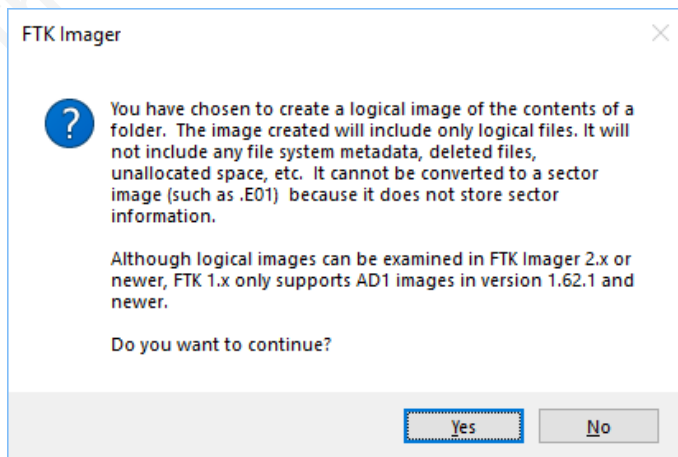 FTK Imager
You have chosen to create a logical image of the contents of a
folder. The image created will include only logical files. It will
not include any file system metadata, deleted files,
unallocated space, etc. It cannot be converted to a sector
image (such as .E01) because it does not store sector
information.
Although logical images can be examined in FTK Imager 2.x or
newer, FTK 1.x only supports AD1 images in version 1.62.1 and
newer.
Do you want to continue?
Yes
No